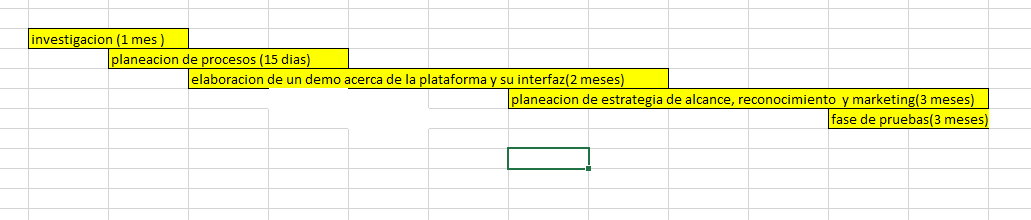 investigacion (1 mes )
planeacion de procesos (15 dias)
elaboracion de un demo acerca de la plataforma y su interfaz(2 meses)
planeacion de estrategia de alcance, reconocimiento  y marketing(3 meses)
fase de pruebas(3 meses)